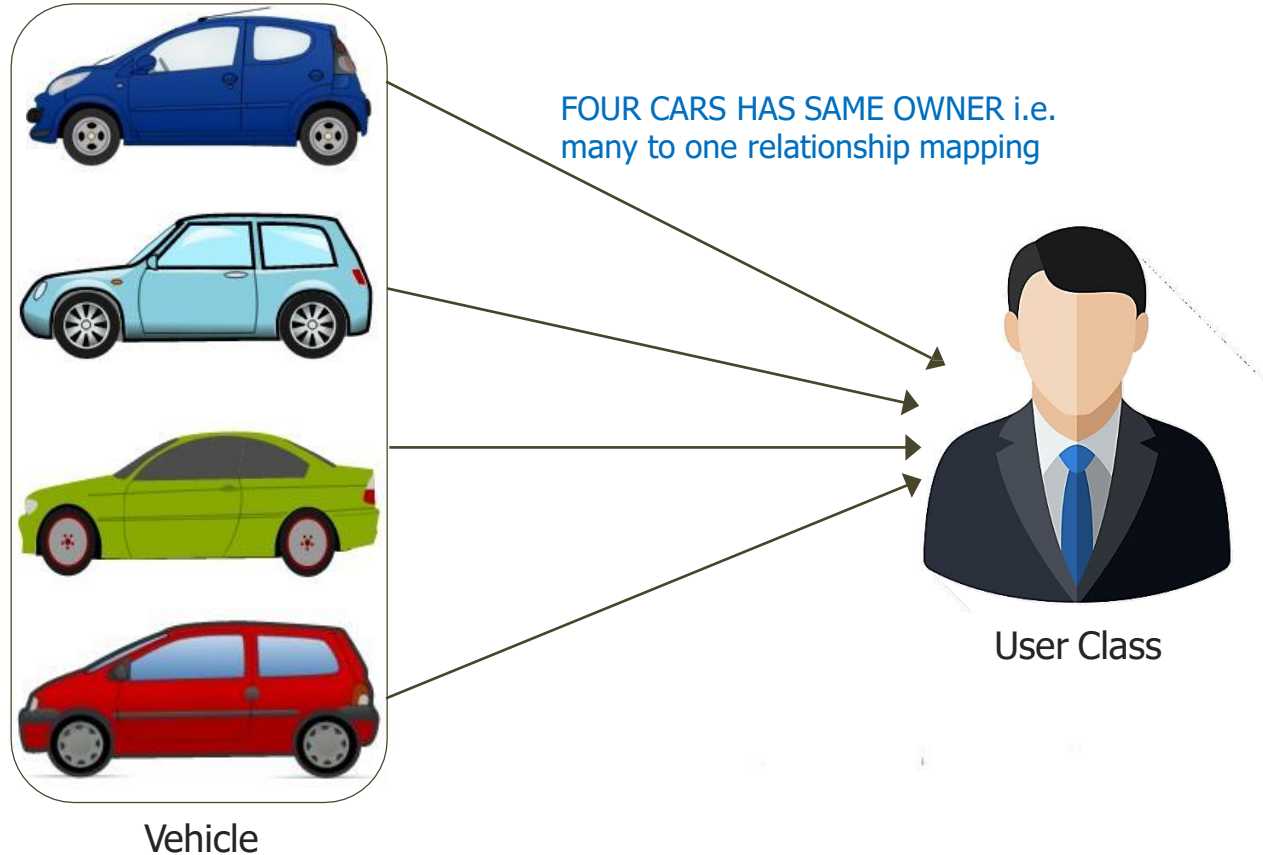 FOUR CARS HAS SAME OWNER i.e.
many to one relationship mapping
User Class
Vehicle